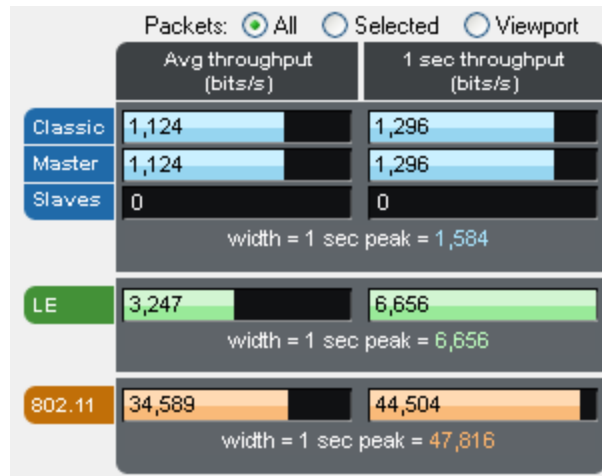 Packets: All Selected Viewport
Avg throughput (bits/s) 1 sec throughput (bits/s)
Classic 1,124 1,296
Master 1,124 1,296
Slaves 0 0
width = 1 sec peak = 1,584
LE 3,247 6,656
width = 1 sec peak = 6,656
802.11 34,589 44,504
width = 1 sec peak = 47,816